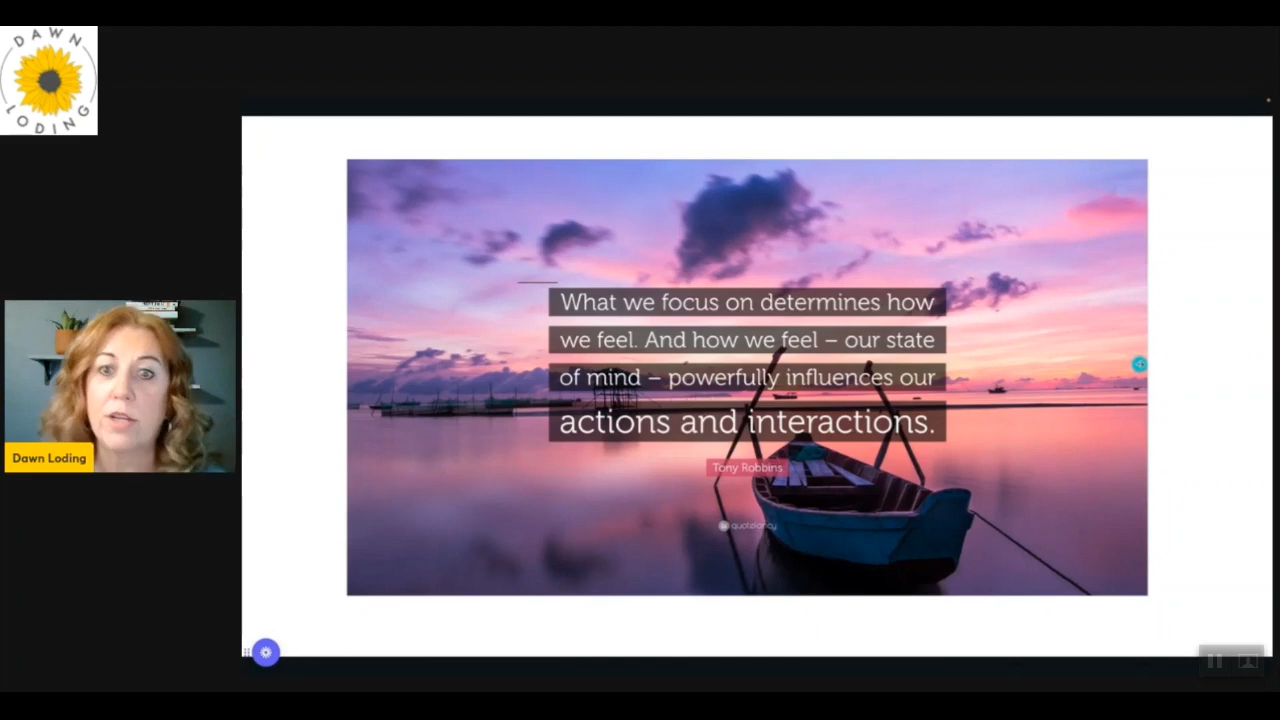 DAWN
LODING
What we focus on determines how
we feel. And how we feel – our state
of mind – powerfully influences our
actions and interactions.
Tony Robbins
quotefancy
Dawn Loding